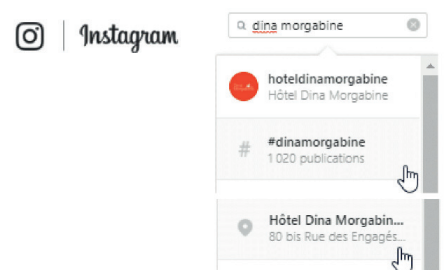 Instagram
dina morgabine
hoteldinamorgabine
Hôtel Dina Morgabine
#dinamorgabine
1 020 publications
Hôtel Dina Morgabin...
80 bis Rue des Engagés...